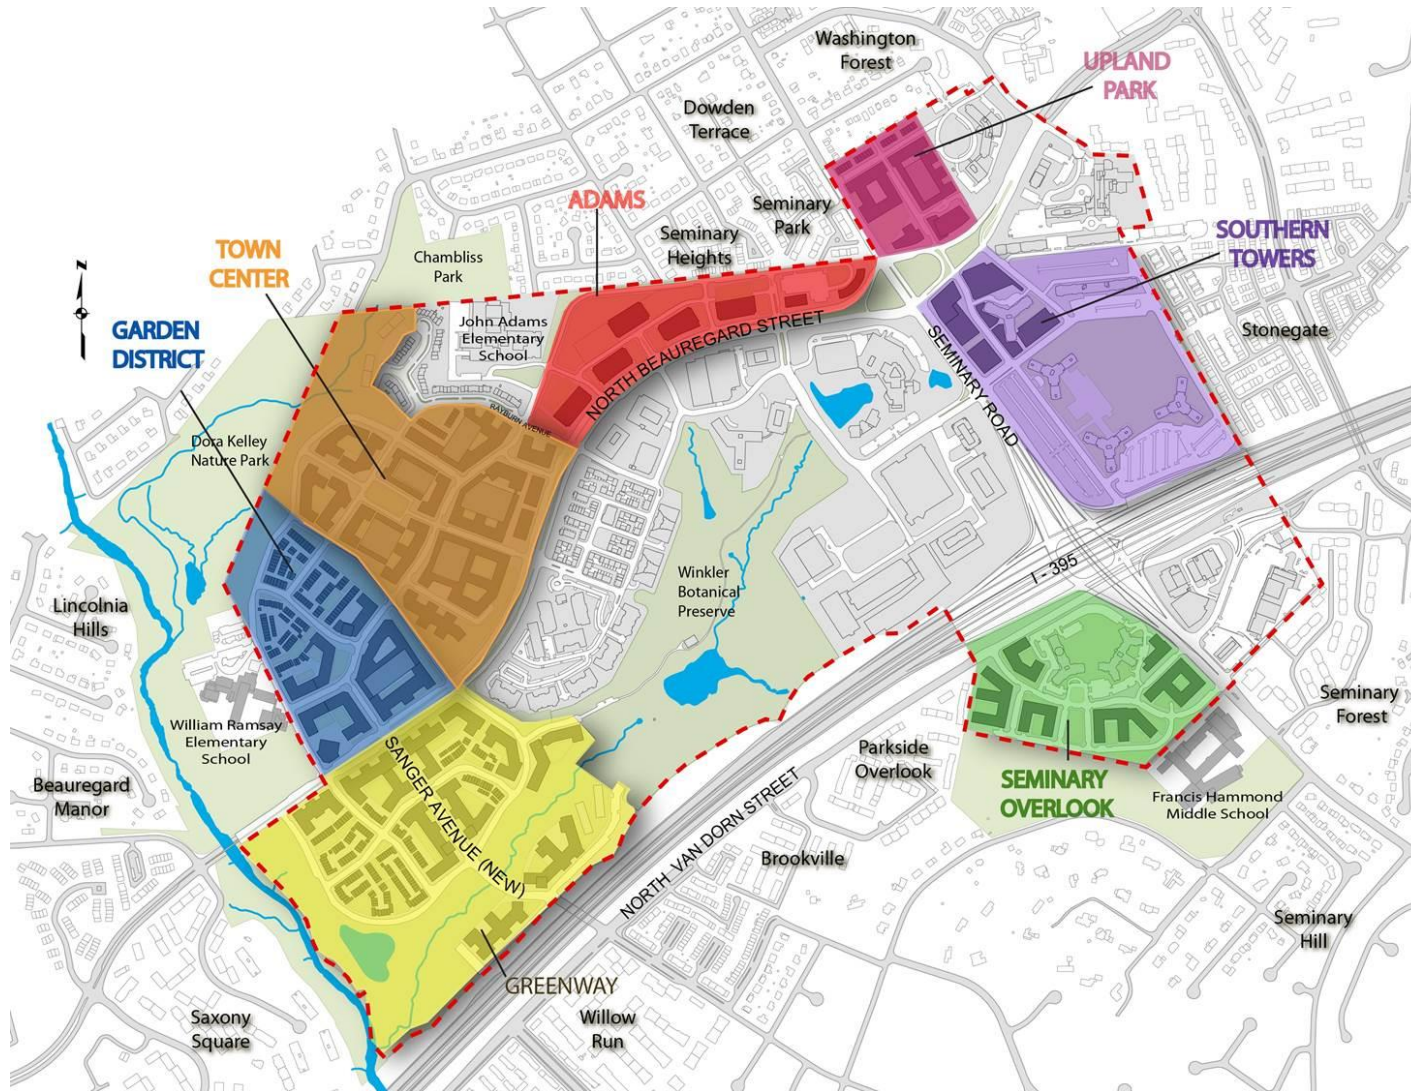 Washington
Forest
UPLAND
PARK
Dowden
Terrace
ADAMS
Seminary
Park
Seminary
Heights
SOUTHERN
TOWERS
TOWN
CENTER
Chambliss
Park
N
GARDEN
DISTRICT
John Adams
Elementary
School
NORTH BEAUREGARD STREET
SEMINARY ROAD
Stonegate
RAYBURN AVENUE
Dora Kelley
Nature Park
I - 395
Winkler
Botanical
Preserve
Lincolnia
Hills
William Ramsay
Elementary
School
Seminary
Forest
SANGER AVENUE (NEW)
Parkside
Overlook
SEMINARY
OVERLOOK
Francis Hammond
Middle School
Beauregard
Manor
NORTH VAN DORN STREET
Brookville
Seminary
Hill
GREENWAY
Saxony
Square
Willow
Run